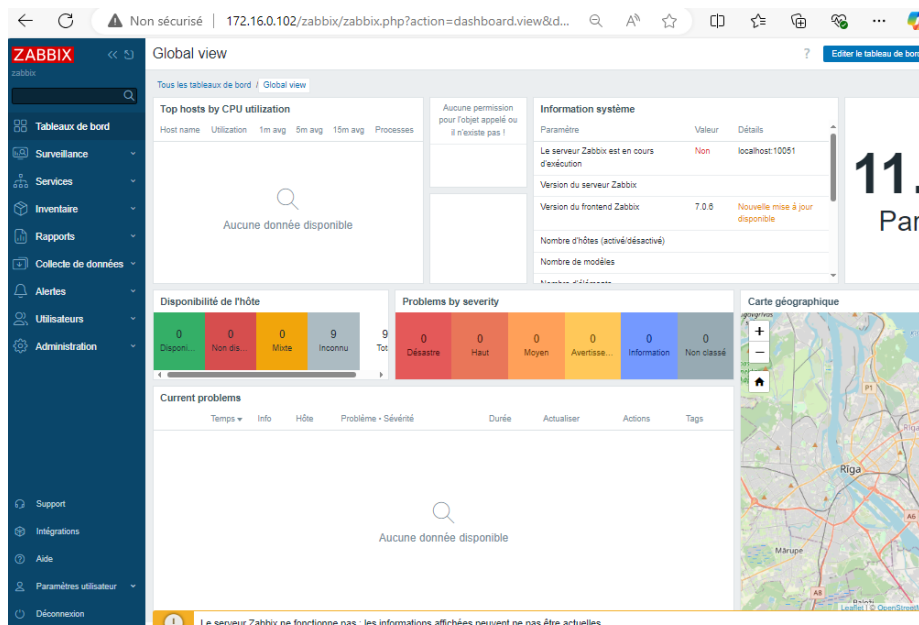 Non sécurisé
172.16.0.102/zabbix/zabbix.php?action=dashboard.view&d...
ZABBIX
zabbix
Global view
?
Editer le tableau de bord
Tous les tableaux de bord / Global view
Tableaux de bord
Surveillance
Services
Inventaire
Rapports
Collecte de données
Alertes
Utilisateurs
Administration
Support
Intégrations
Aide
Paramètres utilisateur
Déconnexion
Top hosts by CPU utilization
Host name Utilization 1m avg 5m avg 15m avg Processes
Aucune donnée disponible
Aucune permission
pour l'objet appelé ou
il n'existe pas !
Information système
Paramètre Valeur Détails
Le serveur Zabbix est en cours
d'exécution
Non
localhost:10051
Version du serveur Zabbix
Version du frontend Zabbix
7.0.6
Nouvelle mise à jour
disponible
Nombre d'hôtes (activé/désactivé)
Nombre de modèles
Nombre d'éléments
11.
Par
Disponibilité de l'hôte
0
Disponi...
0
Non dis...
0
Mixte
9
Inconnu
9
Tot
Problems by severity
0
Désastre
0
Haut
0
Moyen
0
Avertisse...
0
Information
0
Non classé
Carte géographique
+
−
P1
Rīga
Rīga
A6
Mārupe
A8
Leaflet | © OpenStreet
Current problems
Temps Info Hôte Problème • Sévérité Durée Actualiser Actions Tags
Aucune donnée disponible
Le serveur Zabbix ne fonctionne pas : les informations affichées peuvent ne pas être actuelles